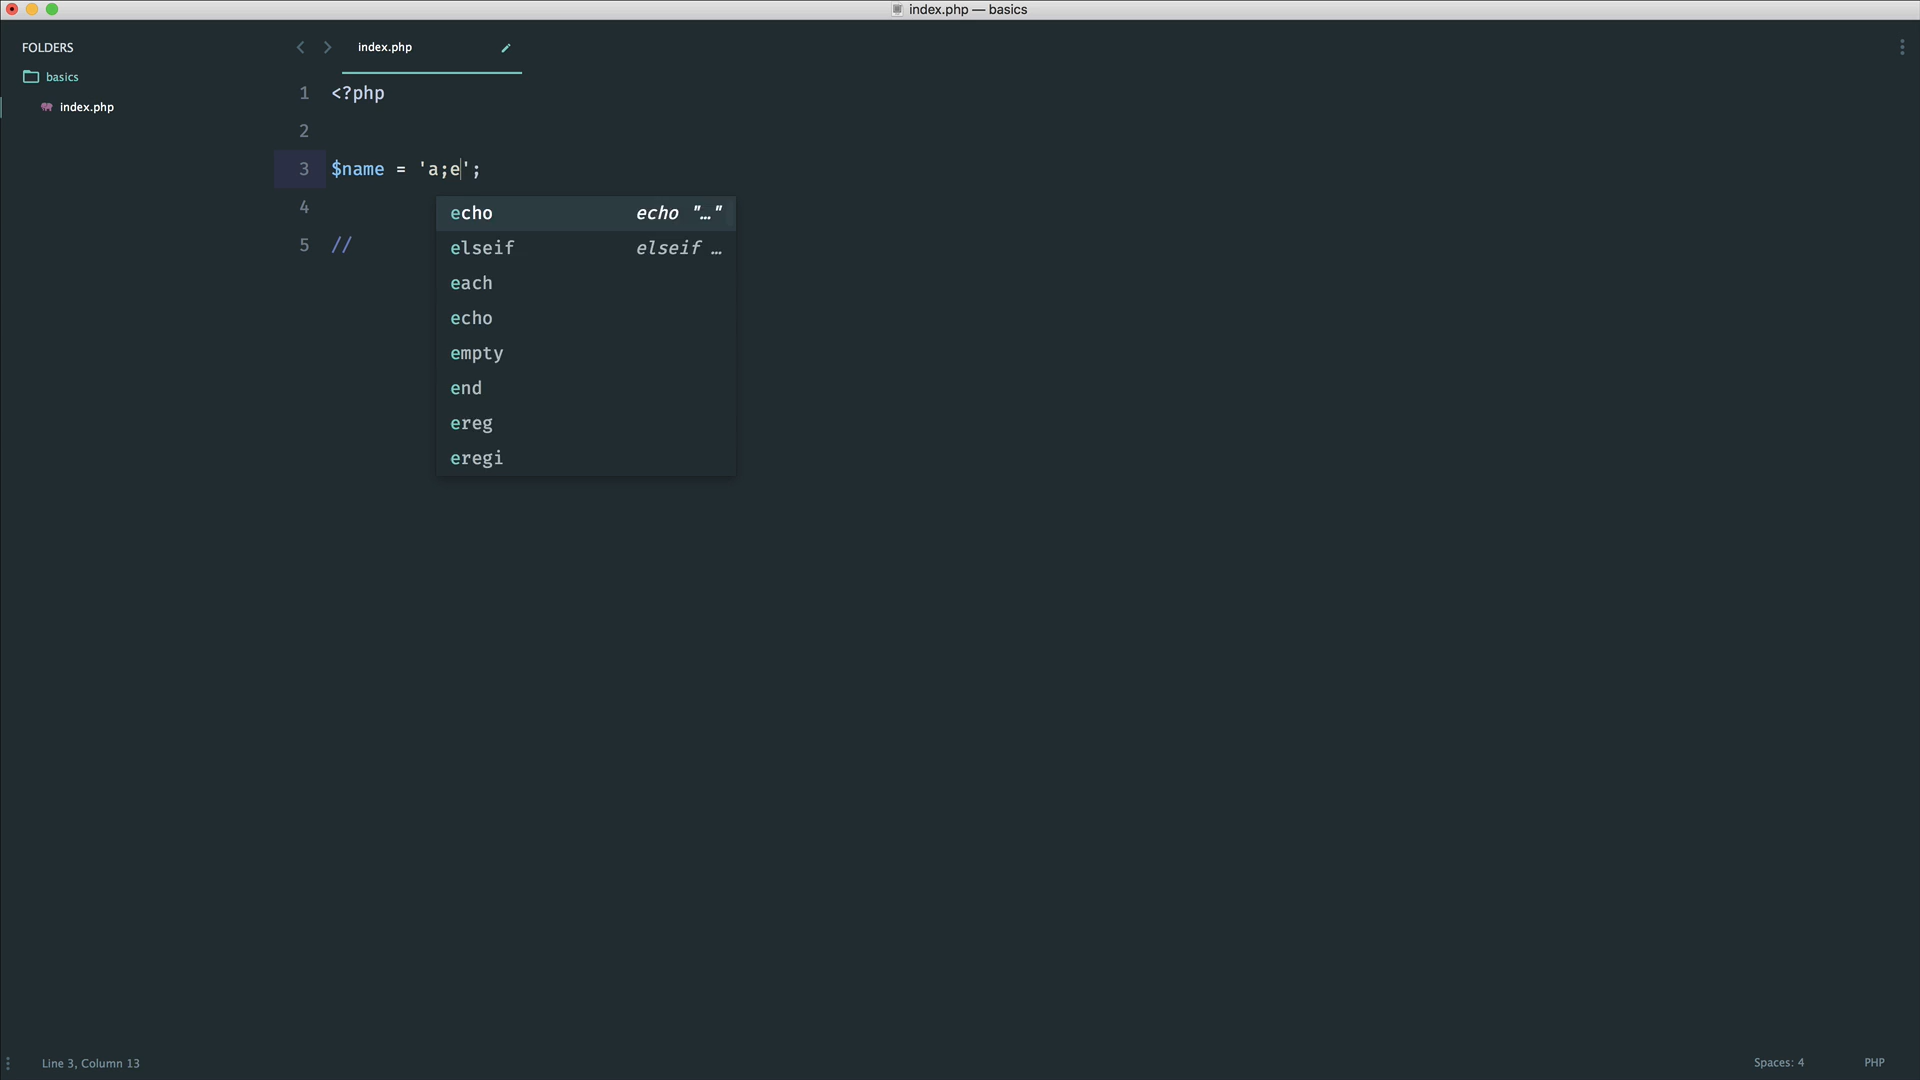 index.php — basics
FOLDERS
basics
index.php
index.php
1 <?php
2
3 $name = 'a;e';
4
5 //
echo echo "…"
elseif elseif …
each
echo
empty
end
ereg
eregi
Line 3, Column 13
Spaces: 4
PHP